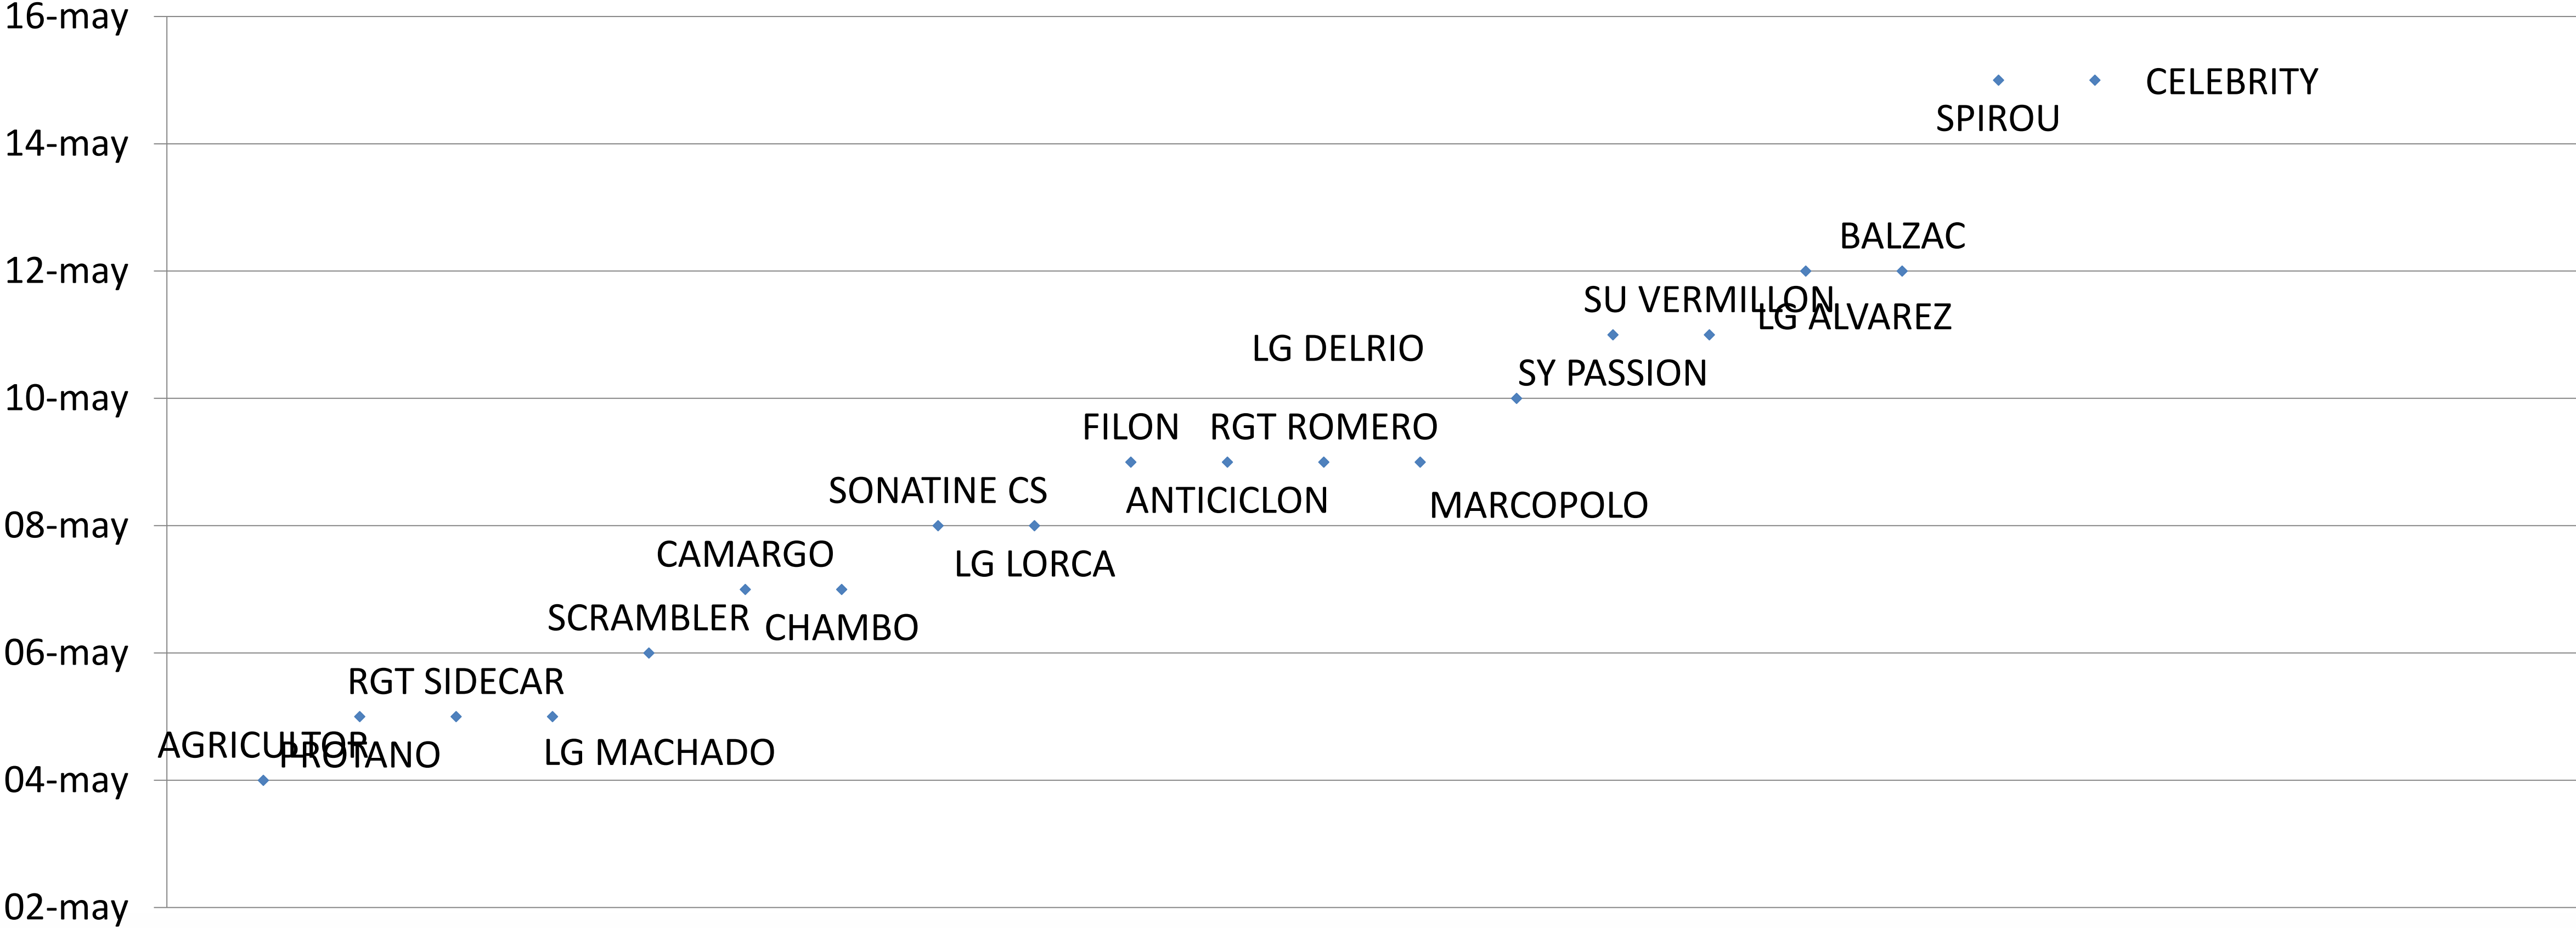 16-may
CELEBRITY
SPIROU
14-may
BALZAC
12-may
SU VERMILLON
LG ALVAREZ
LG DELRIO
SY PASSION
10-may
FILON
RGT ROMERO
SONATINE CS
ANTICICLON
MARCOPOLO
08-may
CAMARGO
LG LORCA
SCRAMBLER
CHAMBO
06-may
RGT SIDECAR
AGRICULTOR
PROTANO
LG MACHADO
04-may
02-may